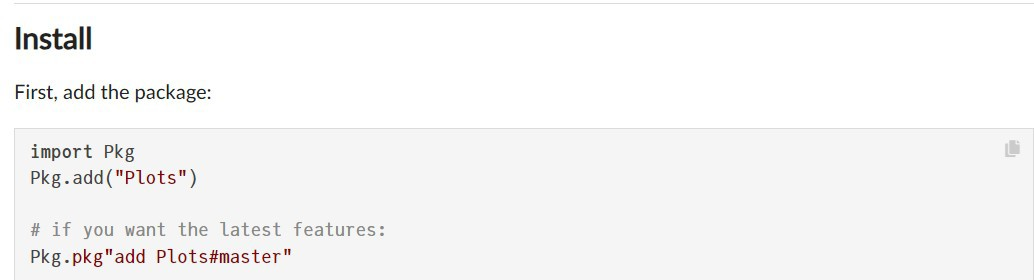 Install
First, add the package:
import Pkg
Pkg.add("Plots")
# if you want the latest features:
Pkg.pkg"add Plots#master"